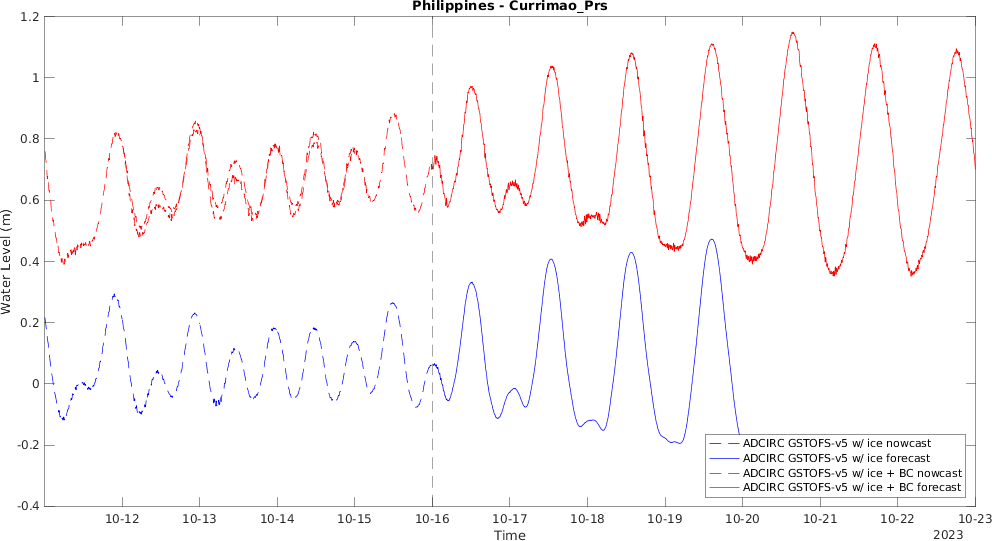 Philippines - Currimao_Prs
Water Level (m)
1.2
1
0.8
0.6
0.4
0.2
0
-0.2
-0.4
ADCIRC GSTOFS-v5 w/ ice nowcast
ADCIRC GSTOFS-v5 w/ ice forecast
ADCIRC GSTOFS-v5 w/ ice + BC nowcast
ADCIRC GSTOFS-v5 w/ ice + BC forecast
10-12 10-13 10-14 10-15 10-16 10-17 10-18 10-19 10-20 10-21 10-22 10-23
Time
2023